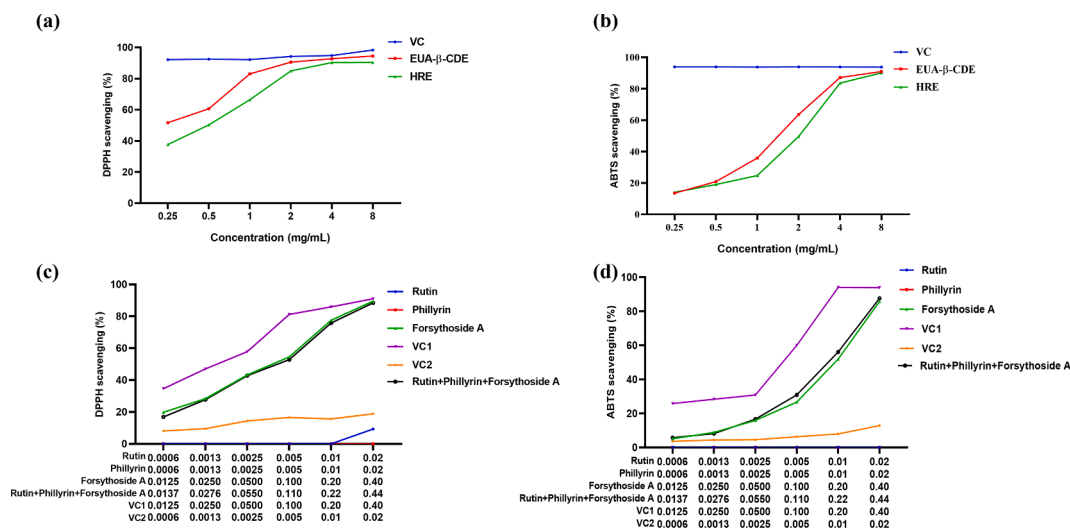 (a)
VC
EUA-β-CDE
HRE
DPPH scavenging (%)
100
80
60
40
20
0
0.25 0.5 1 2 4 8
Concentration (mg/mL)
(b)
VC
EUA-β-CDE
HRE
ABTS scavenging (%)
100
80
60
40
20
0
0.25 0.5 1 2 4 8
Concentration (mg/mL)
(c)
Rutin
Phillyrin
Forsythoside A
VC1
VC2
Rutin+Phillyrin+Forsythoside A
DPPH scavenging (%)
100
80
60
40
20
0
Rutin 0.0006 0.0013 0.0025 0.005 0.01 0.02
Phillyrin 0.0006 0.0013 0.0025 0.005 0.01 0.02
Forsythoside A 0.0125 0.0250 0.0500 0.100 0.20 0.40
Rutin+Phillyrin+Forsythoside A 0.0137 0.0276 0.0550 0.110 0.22 0.44
VC1 0.0125 0.0250 0.0500 0.100 0.20 0.40
VC2 0.0006 0.0013 0.0025 0.005 0.01 0.02
(d)
Rutin
Phillyrin
Forsythoside A
VC1
VC2
Rutin+Phillyrin+Forsythoside A
ABTS scavenging (%)
100
80
60
40
20
0
Rutin 0.0006 0.0013 0.0025 0.005 0.01 0.02
Phillyrin 0.0006 0.0013 0.0025 0.005 0.01 0.02
Forsythoside A 0.0125 0.0250 0.0500 0.100 0.20 0.40
Rutin+Phillyrin+Forsythoside A 0.0137 0.0276 0.0550 0.110 0.22 0.44
VC1 0.0125 0.0250 0.0500 0.100 0.20 0.40
VC2 0.0006 0.0013 0.0025 0.005 0.01 0.02